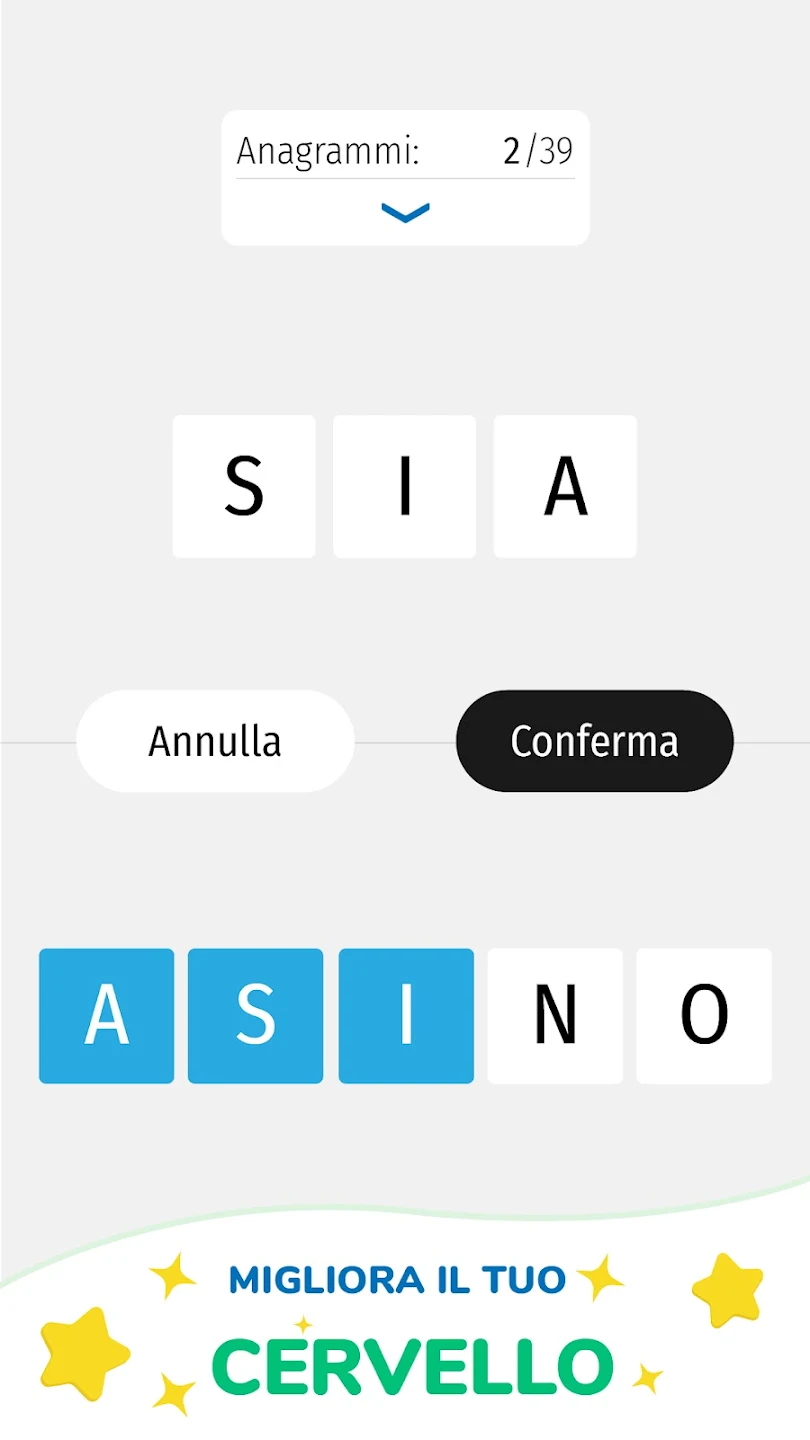 Anagrammi: 2/39
S I A
Annulla Conferma
A S I N O
MIGLIORA IL TUO
CERVELLO